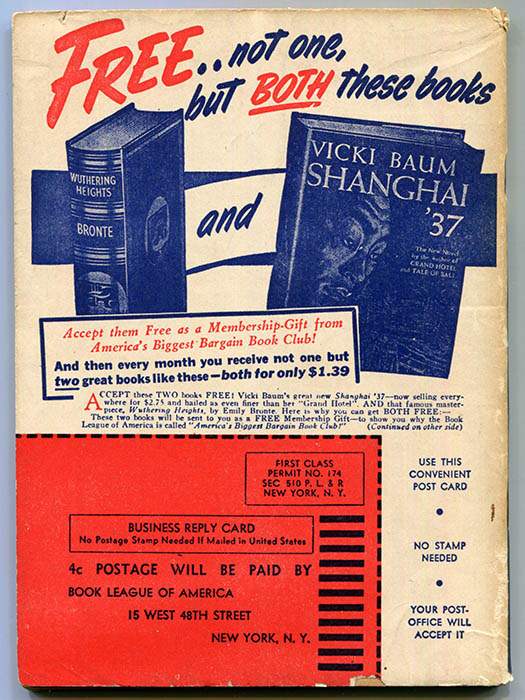 FREE..not one,
but BOTH these books
WUTHERING
HEIGHTS
BRONTE
and
VICKI BAUM
SHANGHAI
'37
The New Novel
by the author of
GRAND HOTEL
and TALE OF BALI
Accept them Free as a Membership-Gift from
America's Biggest Bargain Book Club!
And then every month you receive not one but
two great books like these—both for only $1.39
ACCEPT these TWO books FREE! Vicki Baum's great new Shanghai '37—now selling every-
where for $2.75 and hailed as even finer than her "Grand Hotel". AND that famous master-
piece, Wuthering Heights, by Emily Bronte. Here is why you can get BOTH FREE:—
These two books will be sent to you as a FREE Membership Gift—to show you why the Book
League of America is called "America's Biggest Bargain Book Club!" (Continued on other side)
FIRST CLASS
PERMIT NO. 174
SEC 510 P. L. & R
NEW YORK, N. Y.
BUSINESS REPLY CARD
No Postage Stamp Needed If Mailed in United States
4c POSTAGE WILL BE PAID BY
BOOK LEAGUE OF AMERICA
15 WEST 48TH STREET
NEW YORK, N. Y.
USE THIS
CONVENIENT
POST CARD
•
NO STAMP
NEEDED
•
YOUR POST-
OFFICE WILL
ACCEPT IT